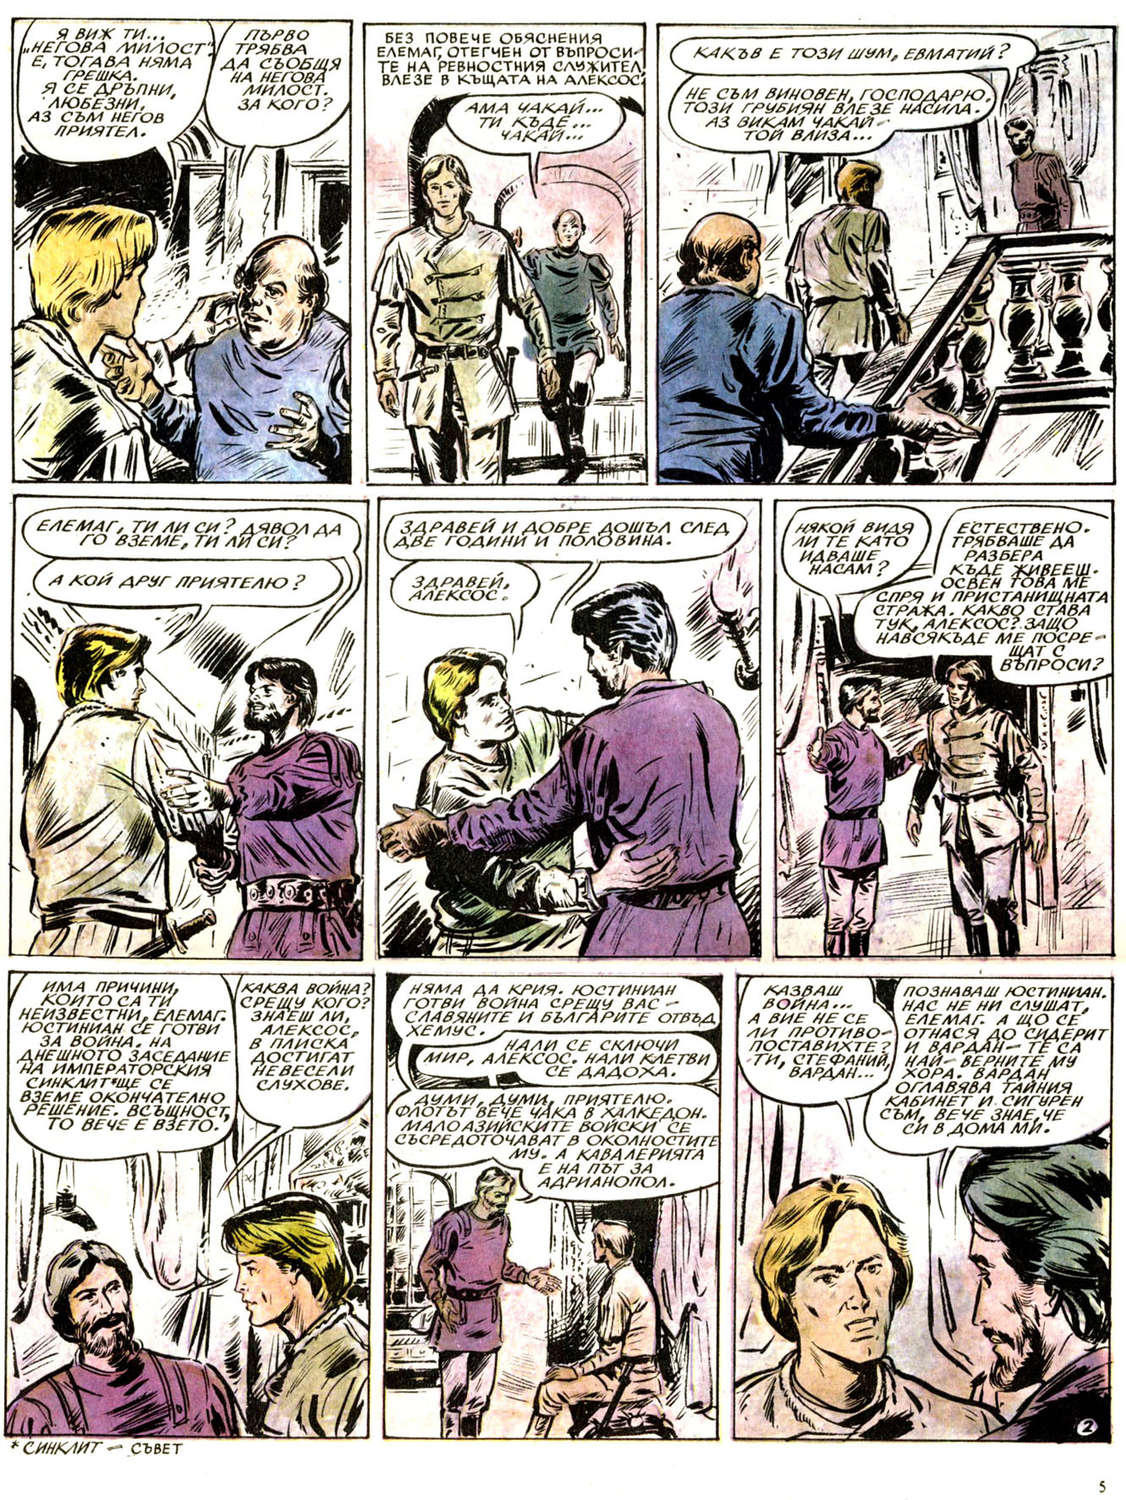 Я ВИЖ ТИ...
„НЕГОВА МИЛОСТ"
Е, ТОГАВА НЯМА
ГРЕШКА.
Я СЕ ДРЪПНИ,
ЛЮБЕЗНИ,
АЗ СЪМ НЕГОВ
ПРИЯТЕЛ.
ПЪРВО
ТРЯБВА
ДА СЪОБЩЯ
НА НЕГОВА
МИЛОСТ.
ЗА КОГО?
БЕЗ ПОВЕЧЕ ОБЯСНЕНИЯ
ЕЛЕМАГ, ОТЕГЧЕН ОТ ВЪПРОСИ-
ТЕ НА РЕВНОСТНИЯ СЛУЖИТЕЛ,
ВЛЕЗЕ В КЪЩАТА НА АЛЕКСОС.
АМА ЧАКАЙ...
ТИ КЪДЕ...
ЧАКАЙ...
КАКЪВ Е ТОЗИ ШУМ, ЕВМАТИЙ?
НЕ СЪМ ВИНОВЕН, ГОСПОДАРЮ.
ТОЗИ ГРУБИЯН ВЛЕЗЕ НАСИЛА.
АЗ ВИКАМ ЧАКАЙ -
ТОЙ ВЛИЗА...
ЕЛЕМАГ, ТИ ЛИ СИ? ДЯВОЛ ДА
ГО ВЗЕМЕ, ТИ ЛИ СИ?
А КОЙ ДРУГ ПРИЯТЕЛЮ?
ЗДРАВЕЙ И ДОБРЕ ДОШЪЛ СЛЕД
ДВЕ ГОДИНИ И ПОЛОВИНА.
ЗДРАВЕЙ,
АЛЕКСОС.
НЯКОЙ ВИДЯ
ЛИ ТЕ КАТО
ИДВАШЕ
НАСАМ?
ЕСТЕСТВЕНО.
ТРЯБВАШЕ ДА
РАЗБЕРА
КЪДЕ ЖИВЕЕШ.
ОСВЕН ТОВА МЕ
СПРЯ И ПРИСТАНИЩНАТА
СТРАЖА. КАКВО СТАВА
ТУК, АЛЕКСОС? ЗАЩО
НАВСЯКЪДЕ МЕ ПОСРЕ-
ЩАТ С
ВЪПРОСИ?
ИМА ПРИЧИНИ,
КОИТО СА ТИ
НЕИЗВЕСТНИ, ЕЛЕМАГ.
ЮСТИНИАН СЕ ГОТВИ
ЗА ВОЙНА. НА
ДНЕШНОТО ЗАСЕДАНИЕ
НА ИМПЕРАТОРСКИЯ
СИНКЛИТ* ЩЕ СЕ
ВЗЕМЕ ОКОНЧАТЕЛНО
РЕШЕНИЕ. ВСЪЩНОСТ,
ТО ВЕЧЕ Е ВЗЕТО.
КАКВА ВОЙНА?
СРЕЩУ КОГО?
ЗНАЕШ ЛИ,
АЛЕКСОС,
В ПЛИСКА
ДОСТИГАТ
НЕВЕСЕЛИ
СЛУХОВЕ.
НЯМА ДА КРИЯ. ЮСТИНИАН
ГОТВИ ВОЙНА СРЕЩУ ВАС -
СЛАВЯНИТЕ И БЪЛГАРИТЕ ОТВЪД
ХЕМУС.
НАЛИ СЕ СКЛЮЧИ
МИР, АЛЕКСОС. НАЛИ КЛЕТВИ
СЕ ДАДОХА.
ДУМИ, ДУМИ, ПРИЯТЕЛЮ.
ФЛОТЪТ ВЕЧЕ ЧАКА В ХАЛКЕДОН.
МАЛОАЗИЙСКИТЕ ВОЙСКИ СЕ
СЪСРЕДОТОЧАВАТ В ОКОЛНОСТИТЕ
МУ. А КАВАЛЕРИЯТА
Е НА ПЪТ ЗА
АДРИАНОПОЛ.
КАЗВАШ
ВОЙНА...
А ВИЕ НЕ СЕ
ЛИ ПРОТИВО-
ПОСТАВИХТЕ?
ТИ, СТЕФАНИЙ,
ВАРДАН...
ПОЗНАВАШ ЮСТИНИАН.
НАС НЕ НИ СЛУШАТ,
ЕЛЕМАГ. А ЩО СЕ
ОТНАСЯ ДО СИДЕРИТ
И ВАРДАН - ТЕ СА
НАЙ - ВЕРНИТЕ МУ
ХОРА. ВАРДАН
ОГЛАВЯВА ТАЙНИЯ
КАБИНЕТ И СИГУРЕН
СЪМ, ВЕЧЕ ЗНАЕ, ЧЕ
СИ В ДОМА МИ.
2
* СИНКЛИТ - СЪВЕТ
5